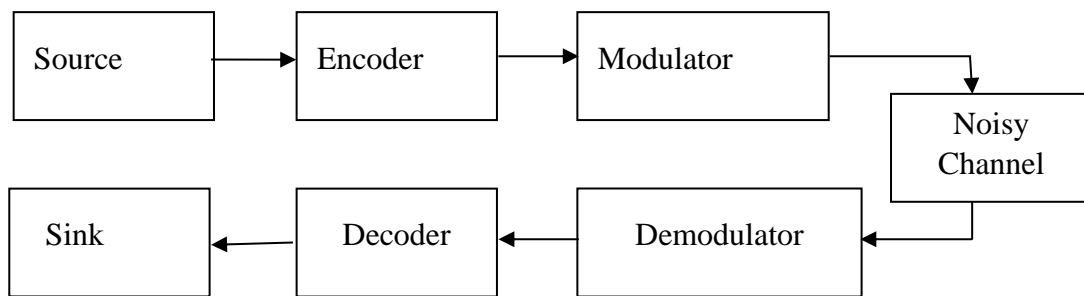 Source
Encoder
Modulator
Noisy
Channel
Sink
Decoder
Demodulator